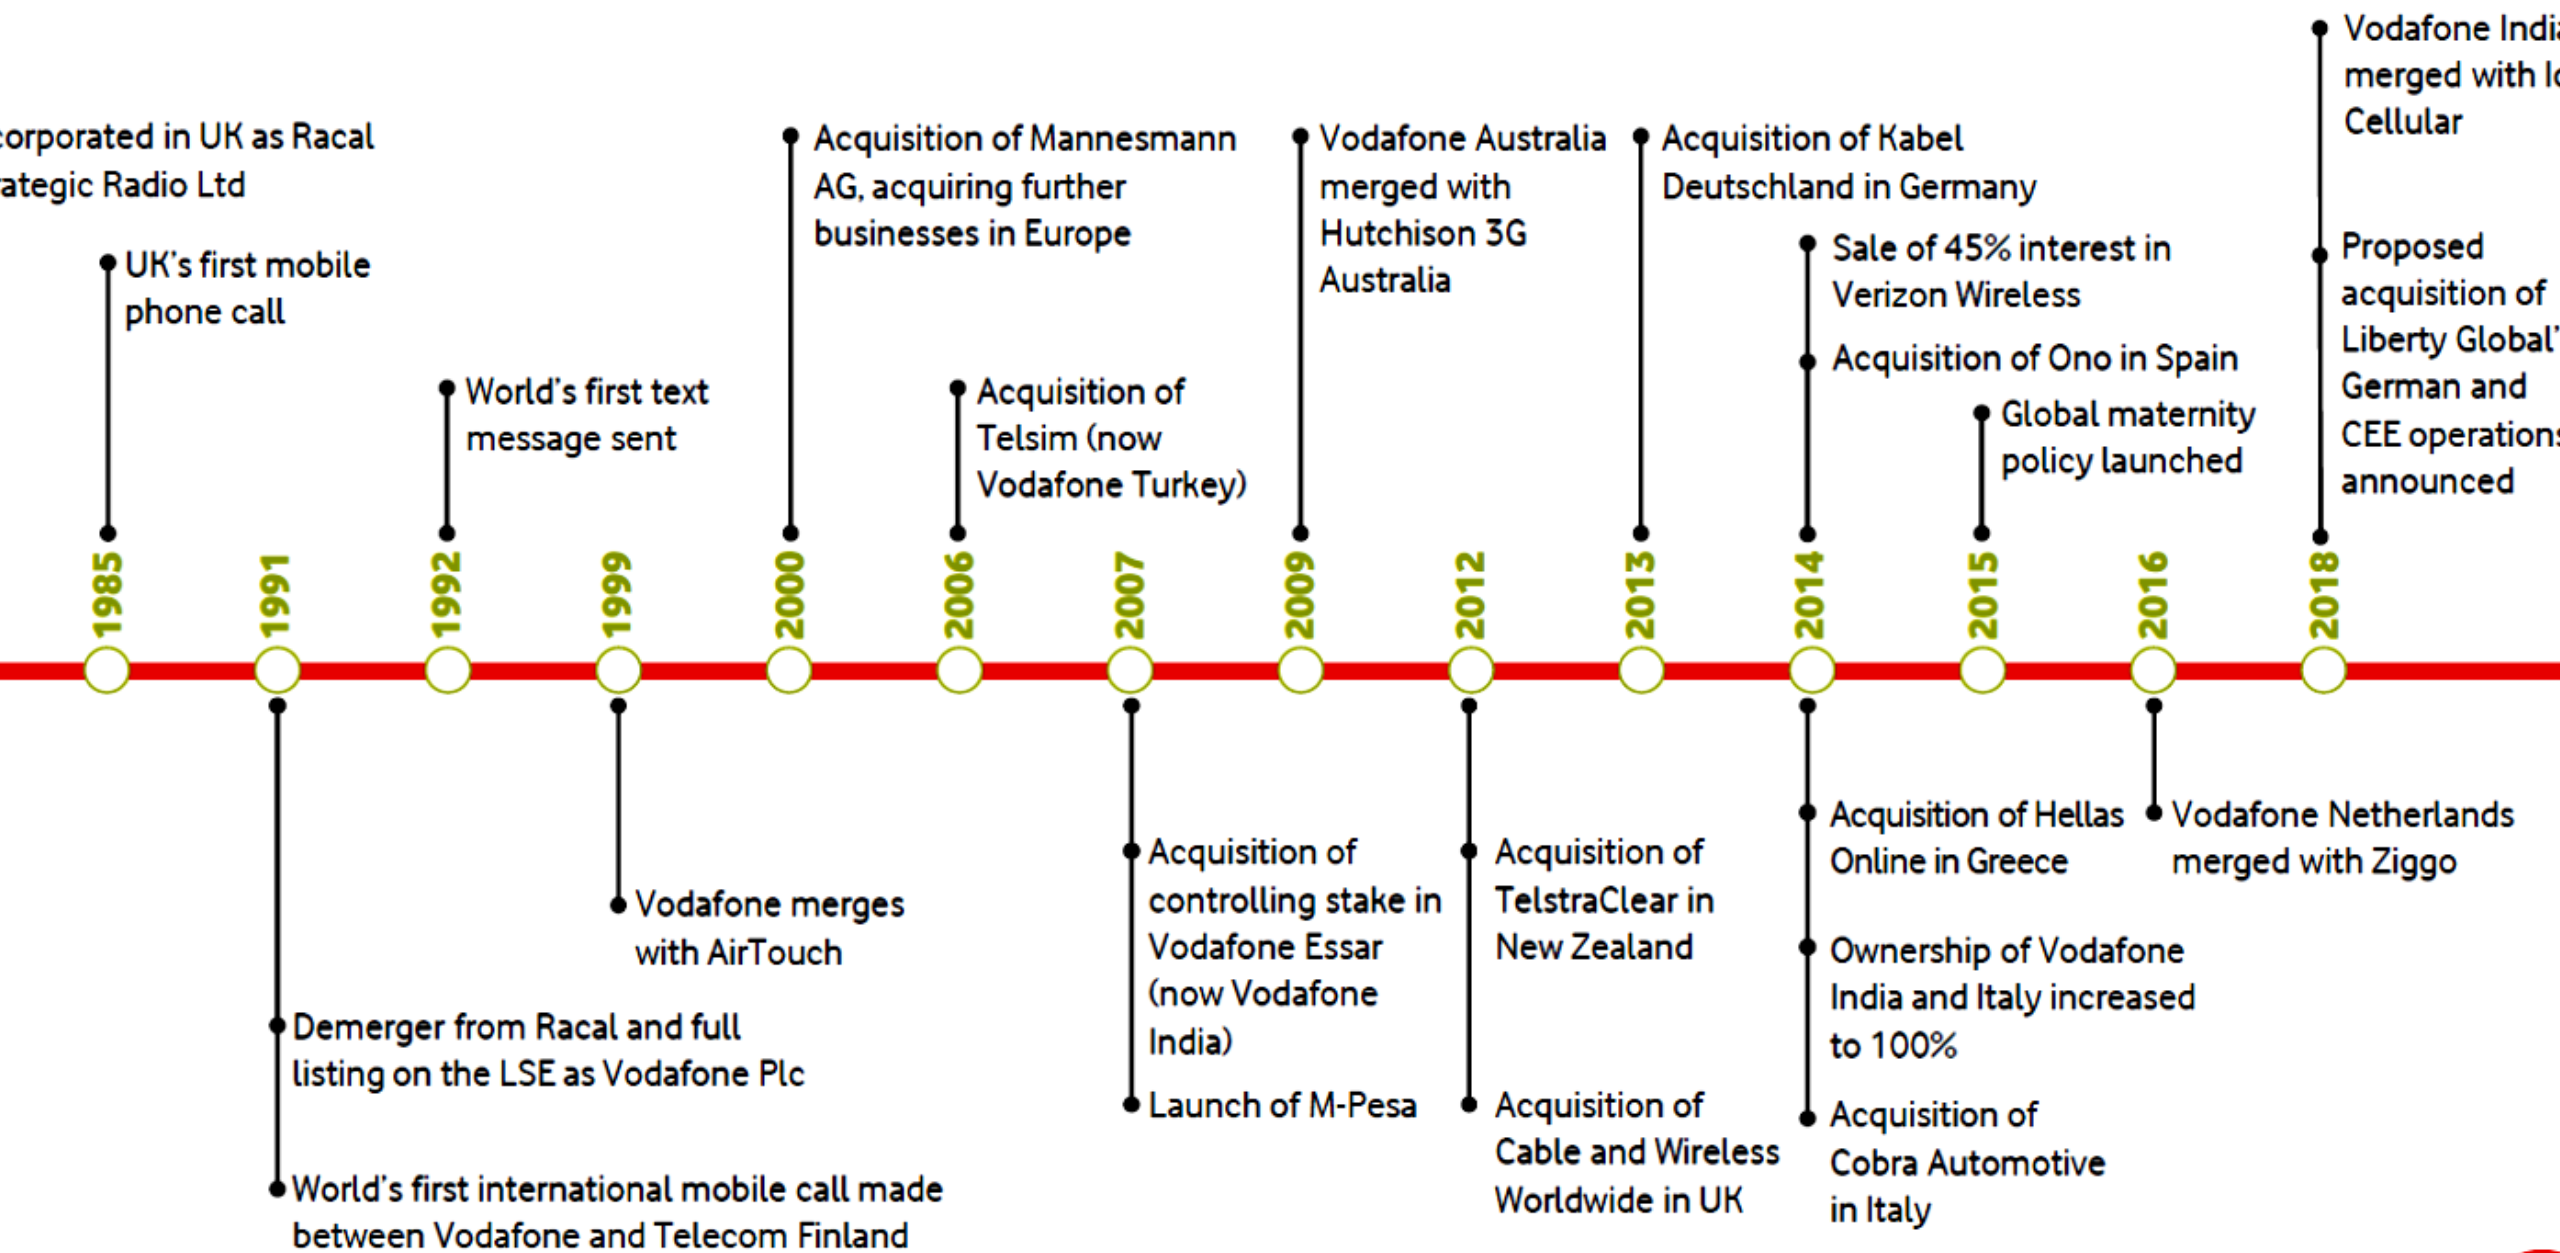 Vodafone
merged with
Cellular
corporated in UK as Racal
Radio Ltd
Acquisition of Mannesmann
AG, acquiring further
businesses in Europe
Vodafone Australia
merged with
Hutchison 3G
Australia
Acquisition of Kabel
Deutschland in Germany
UK's first mobile
phone call
Sale of 45% interest in
Verizon Wireless
Acquisition of Ono in Spain
Proposed
acquisition of
Liberty Global'
German and
CEE operations
announced
World's first text
message sent
Acquisition of
Telsim (now
Vodafone Turkey)
Global maternity
policy launched
1985
1991
1992
1999
2000
2006
2007
2009
2012
2013
2014
2015
2016
2018
Demerger from Racal and full
listing on the LSE as Vodafone Plc
World's first international mobile call made
between Vodafone and Telecom Finland
Vodafone merges
with AirTouch
Acquisition of
controlling stake in
Vodafone Essar
(now Vodafone
India)
Launch of M-Pesa
Acquisition of
TelstraClear in
New Zealand
Acquisition of
Cable and Wireless
Worldwide in UK
Acquisition of Hellas
Online in Greece
Ownership of Vodafone
India and Italy increased
to 100%
Acquisition of
Cobra Automotive
in Italy
Vodafone Netherlands
merged with Ziggo